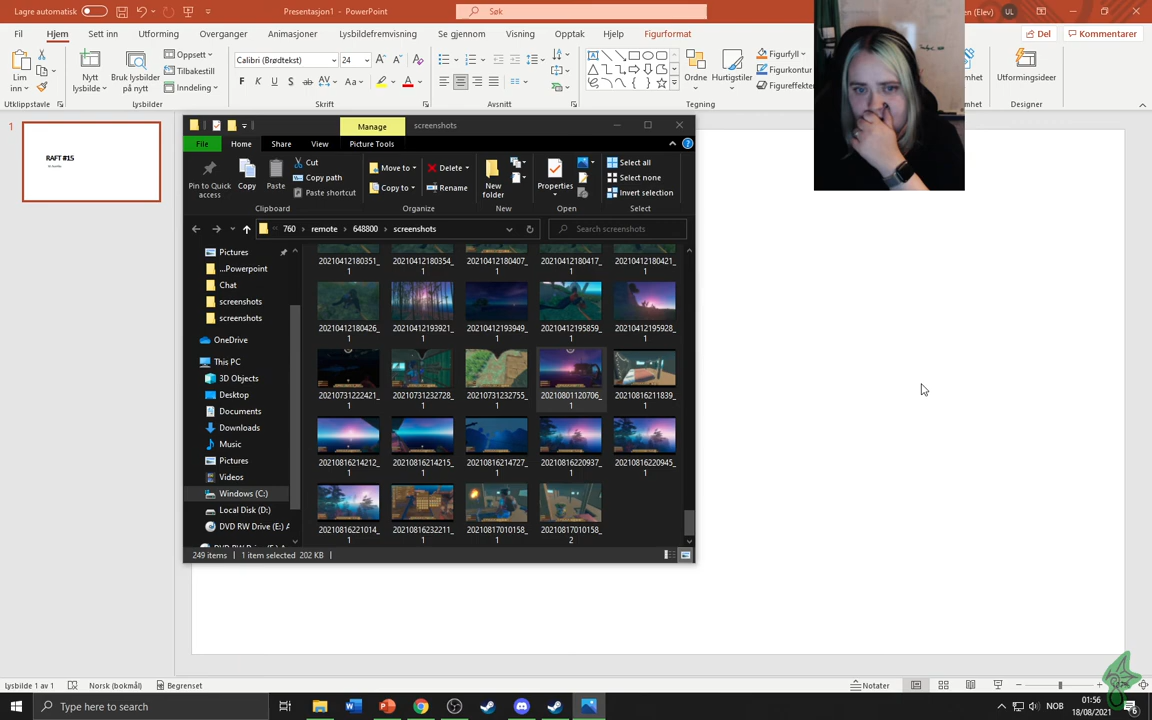 Lagre automatisk
Presentasjon1 - PowerPoint
Søk
en (Elev)
UL
Fil
Hjem
Sett inn
Utforming
Overganger
Animasjoner
Lysbildefremvisning
Se gjennom
Visning
Opptak
Hjelp
Figurformat
Del
Kommentarer
Lim inn
Nytt lysbilde
Bruk lysbilder på nytt
Oppsett
Tilbakestill
Inndeling
Calibri (Brødtekst)
24
Ordne
Hurtigstiler
Figurfyll
Figurkontur
Figureffekter
Utformingsideer
Utklippstavle
Lysbilder
Skrift
Avsnitt
Tegning
Designer
1
RAFT #15
Manage
screenshots
File
Home
Share
View
Picture Tools
Pin to Quick access
Copy
Paste
Cut
Copy path
Paste shortcut
Move to
Copy to
Delete
Rename
New folder
Properties
Select all
Select none
Invert selection
Clipboard
Organize
New
Open
Select
760
remote
648800
screenshots
Search screenshots
Pictures
...Powerpoint
Chat
screenshots
screenshots
OneDrive
This PC
3D Objects
Desktop
Documents
Downloads
Music
Pictures
Videos
Windows (C:)
Local Disk (D:)
DVD RW Drive (E:) A
20210412180351_1
20210412180354_1
20210412180407_1
20210412180417_1
20210412180421_1
20210412180426_1
20210412193921_1
20210412193949_1
20210412195859_1
20210412195928_1
20210731222421_1
20210731232728_1
20210731232755_1
20210801120706_1
20210816211839_1
20210816214212_1
20210816214215_1
20210816214727_1
20210816220937_1
20210816220945_1
20210816221014_1
20210816232211_1
20210817010158_1
20210817010158_2
249 items
1 item selected 202 KB
Lysbilde 1 av 1
Norsk (bokmål)
Begrenset
Notater
Type here to search
NOB
01:56
18/08/2021
6